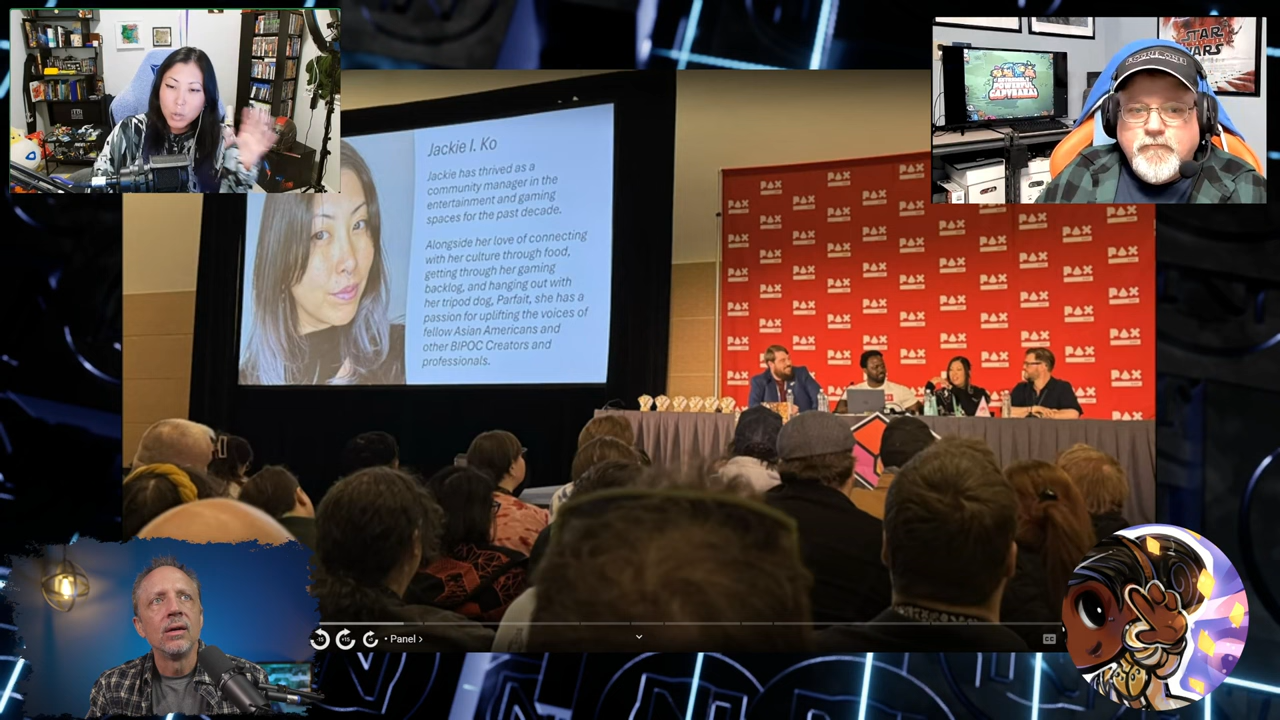 Jackie I. Ko
Jackie has thrived as a
community manager in the
entertainment and gaming
spaces for the past decade.
Alongside her love of connecting
with her culture through food,
getting through her gaming
backlog, and hanging out with
her tripod dog, Parfait, she has a
passion for uplifting the voices of
fellow Asian Americans and
other BIPOC Creators and
professionals.
STAR
WARS
POWERFUL
CAPYBARAS
PAX
• Panel ›
CC